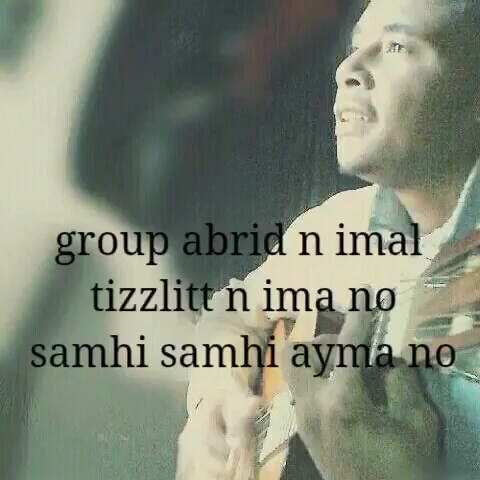 group abrid n imal
tizzlitt n ima no
samhi samhi ayma no